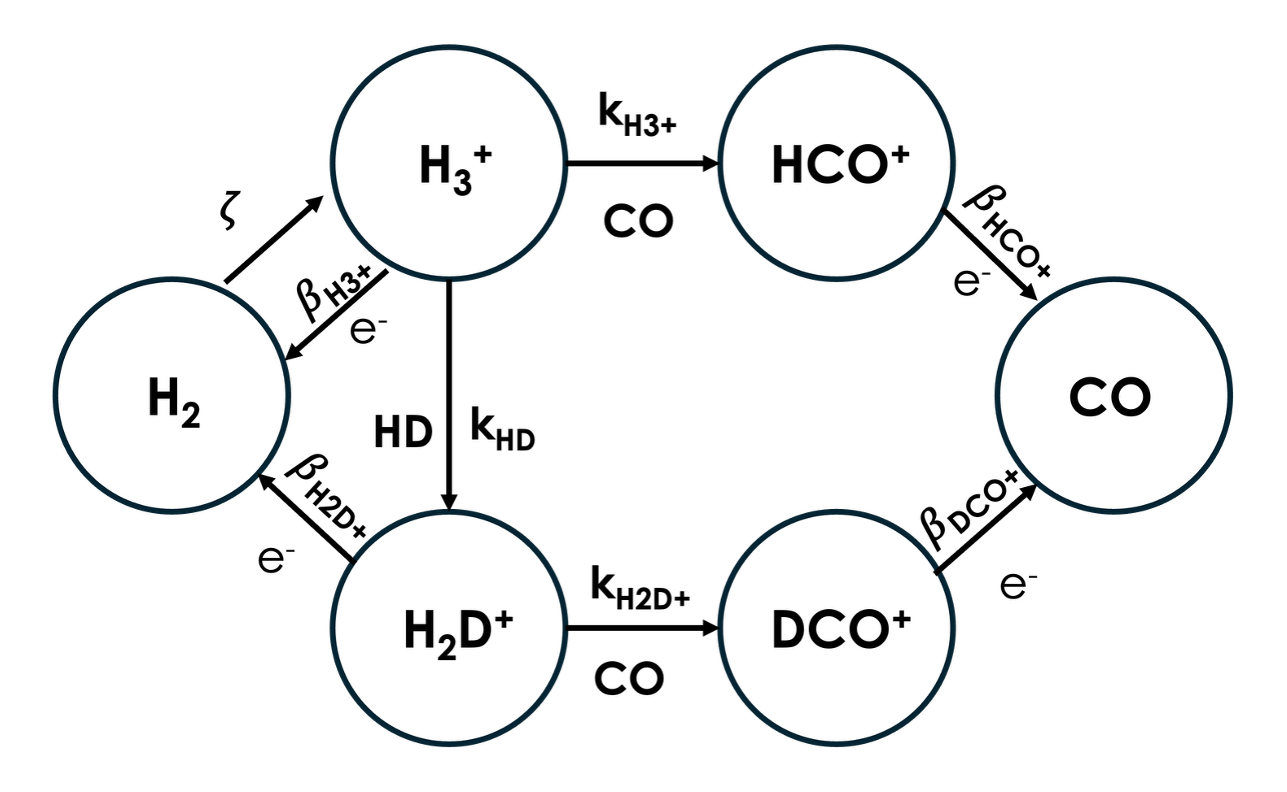 k_H3+
H₃⁺
HCO⁺
CO
ζ
β_HCO+
e⁻
β_H3+
e⁻
H₂
CO
HD
k_HD
β_H2D+
e⁻
β_DCO+
e⁻
k_H2D+
H₂D⁺
DCO⁺
CO